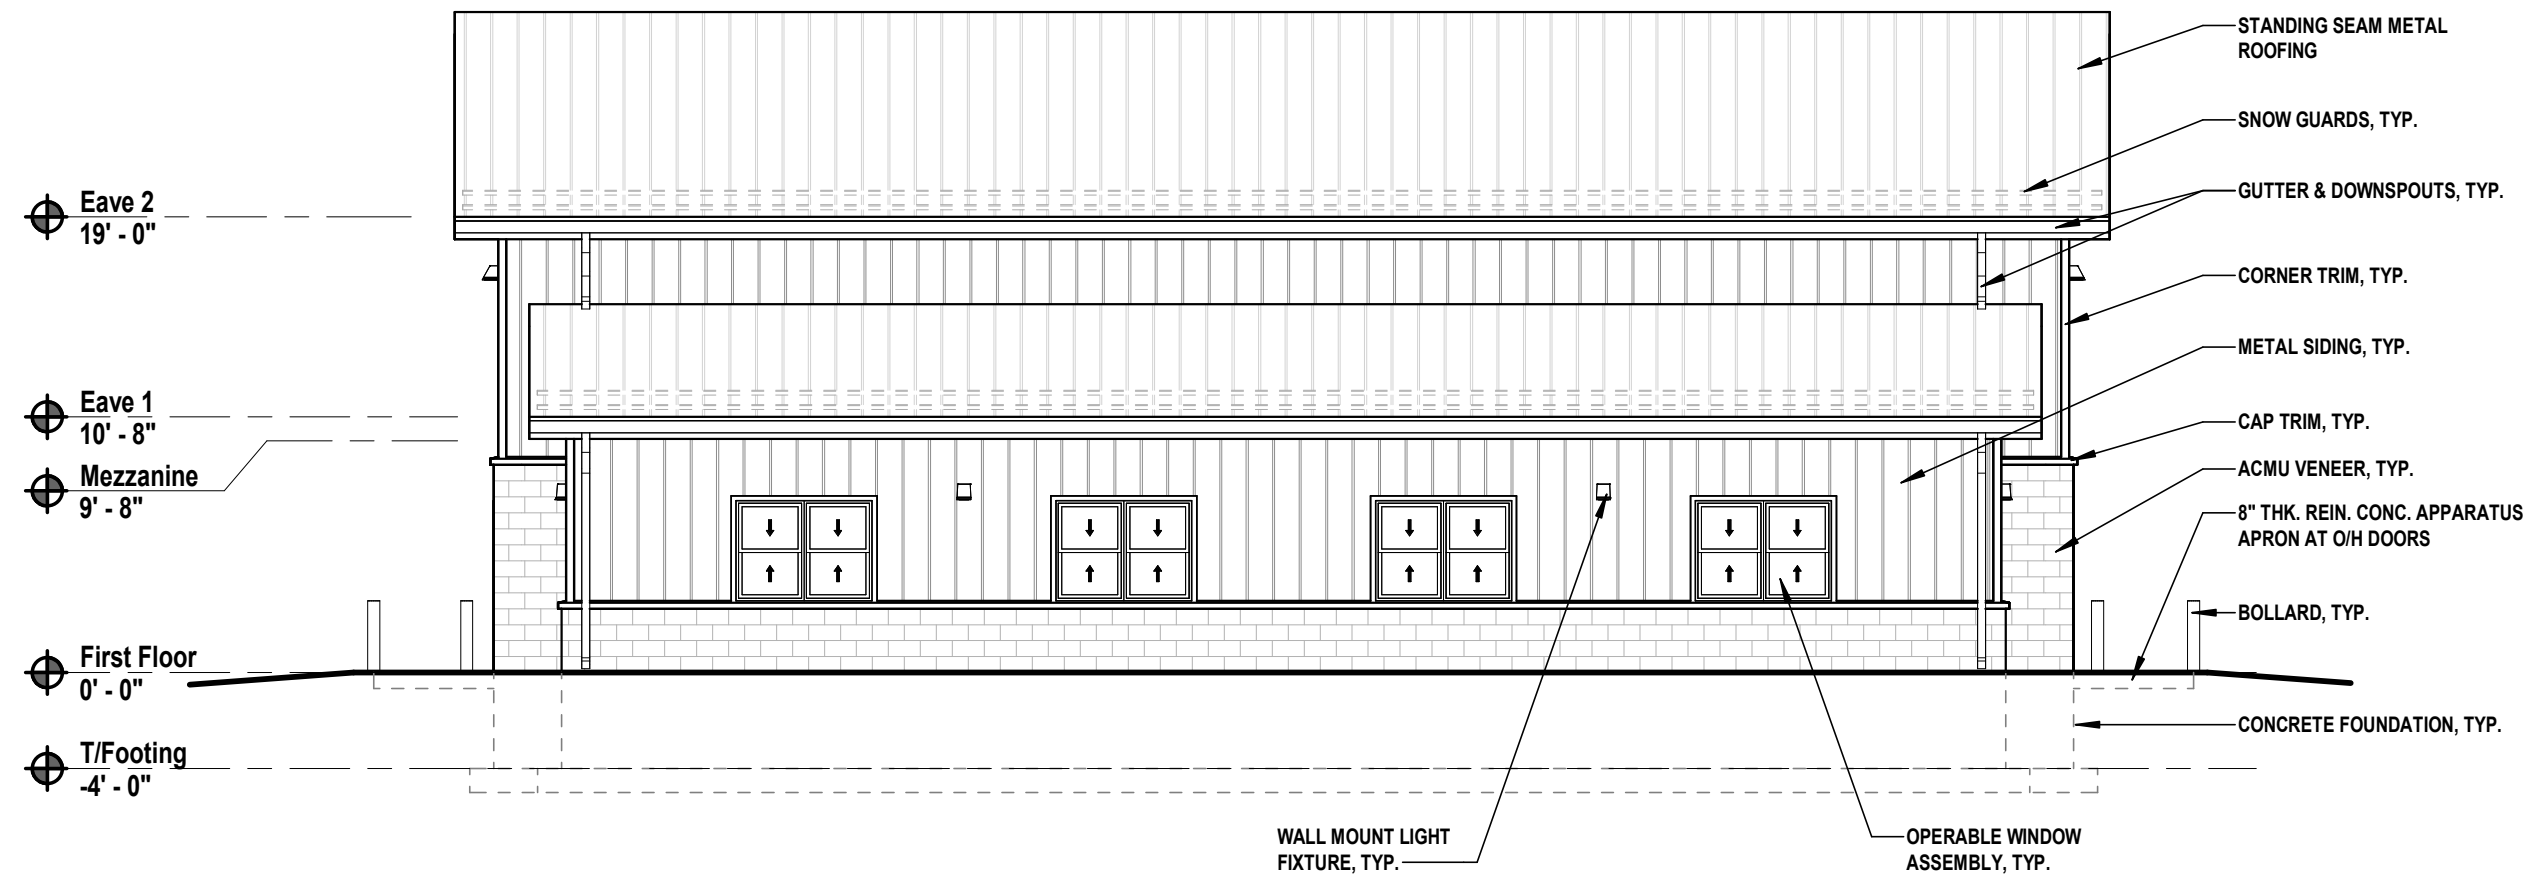 Eave 2
19' - 0"
Eave 1
10' - 8"
Mezzanine
9' - 8"
First Floor
0' - 0"
T/Footing
-4' - 0"
STANDING SEAM METAL
ROOFING
SNOW GUARDS, TYP.
GUTTER & DOWNSPOUTS, TYP.
CORNER TRIM, TYP.
METAL SIDING, TYP.
CAP TRIM, TYP.
ACMU VENEER, TYP.
8" THK. REIN. CONC. APPARATUS
APRON AT O/H DOORS
BOLLARD, TYP.
CONCRETE FOUNDATION, TYP.
WALL MOUNT LIGHT
FIXTURE, TYP.
OPERABLE WINDOW
ASSEMBLY, TYP.